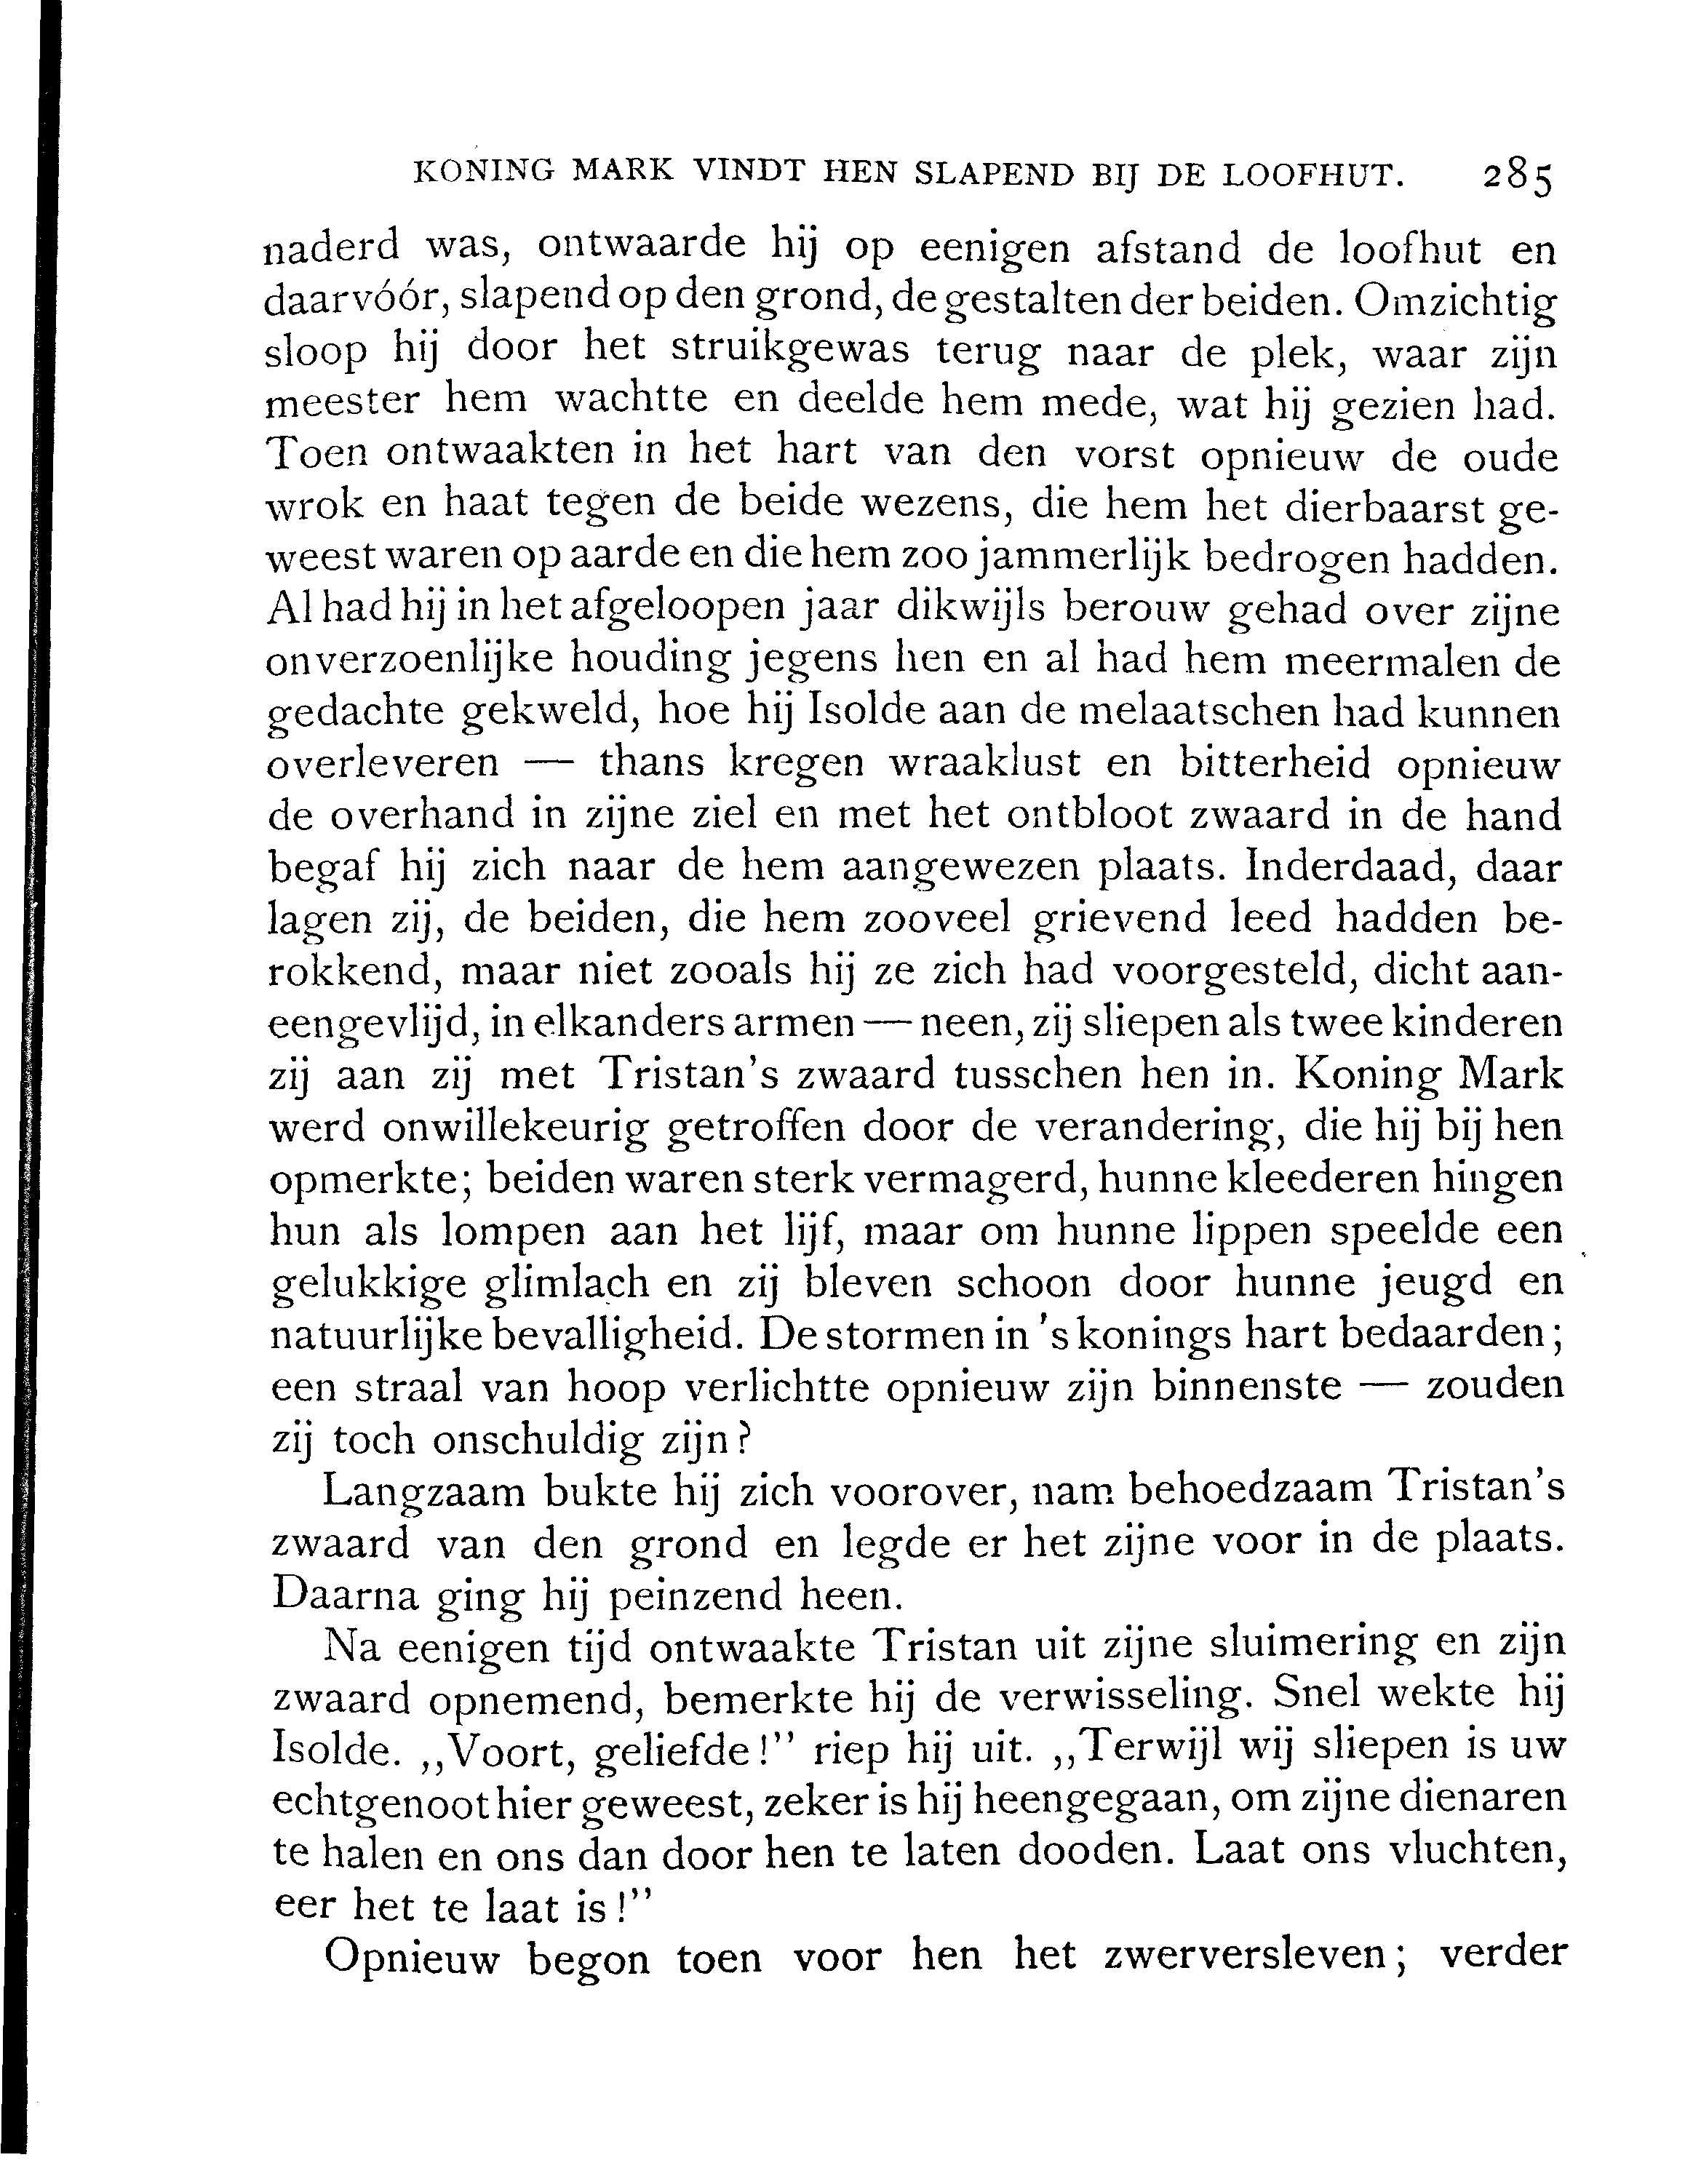 KONING MARK VINDT HEN SLAPEND BIJ DE LOOFHUT. 285
naderd was, ontwaarde hij op eenigen afstand de loofhut en
daarvóór, slapend op den grond, de gestalten der beiden. Omzichtig
sloop hij door het struikgewas terug naar de plek, waar zijn
meester hem wachtte en deelde hem mede, wat hij gezien had.
Toen ontwaakten in het hart van den vorst opnieuw de oude
wrok en haat tegen de beide wezens, die hem het dierbaarst ge-
weest waren op aarde en die hem zoo jammerlijk bedrogen hadden.
Al had hij in het afgeloopen jaar dikwijls berouw gehad over zijne
onverzoenlijke houding jegens hen en al had hem meermalen de
gedachte gekweld, hoe hij Isolde aan de melaatschen had kunnen
overleveren — thans kregen wraaklust en bitterheid opnieuw
de overhand in zijne ziel en met het ontbloot zwaard in de hand
begaf hij zich naar de hem aangewezen plaats. Inderdaad, daar
lagen zij, de beiden, die hem zooveel grievend leed hadden be-
rokkend, maar niet zooals hij ze zich had voorgesteld, dicht aan-
eengevlijd, in elkanders armen — neen, zij sliepen als twee kinderen
zij aan zij met Tristan's zwaard tusschen hen in. Koning Mark
werd onwillekeurig getroffen door de verandering, die hij bij hen
opmerkte; beiden waren sterk vermagerd, hunne kleederen hingen
hun als lompen aan het lijf, maar om hunne lippen speelde een
gelukkige glimlach en zij bleven schoon door hunne jeugd en
natuurlijke bevalligheid. De stormen in 's konings hart bedaarden;
een straal van hoop verlichtte opnieuw zijn binnenste — zouden
zij toch onschuldig zijn?
Langzaam bukte hij zich voorover, nam behoedzaam Tristan's
zwaard van den grond en legde er het zijne voor in de plaats.
Daarna ging hij peinzend heen.
Na eenigen tijd ontwaakte Tristan uit zijne sluimering en zijn
zwaard opnemend, bemerkte hij de verwisseling. Snel wekte hij
Isolde. ,,Voort, geliefde!" riep hij uit. ,,Terwijl wij sliepen is uw
echtgenoot hier geweest, zeker is hij heengegaan, om zijne dienaren
te halen en ons dan door hen te laten dooden. Laat ons vluchten,
eer het te laat is!"
Opnieuw begon toen voor hen het zwerversleven; verder